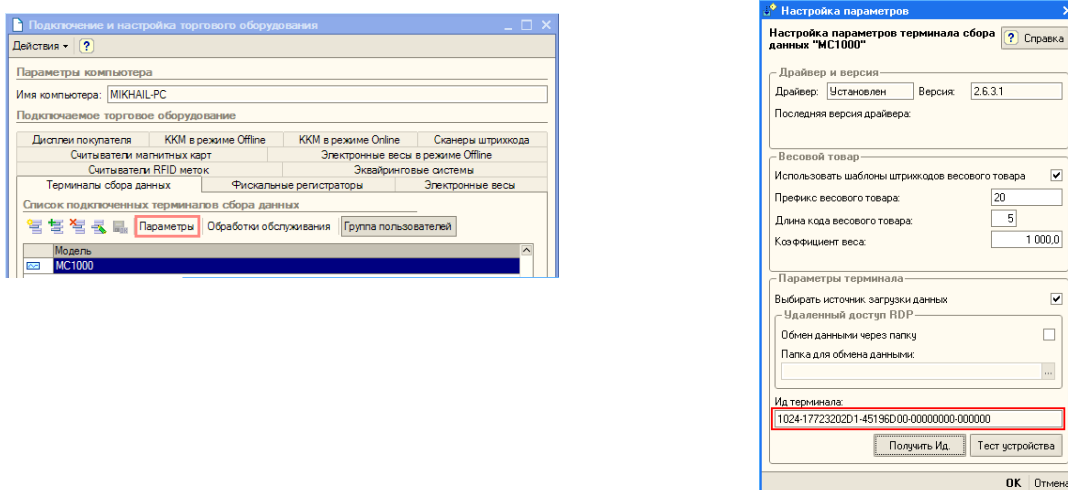 Подключение и настройка торгового оборудования
Действия
Параметры компьютера
Имя компьютера: MIKHAIL-PC
Подключаемое торговое оборудование
Дисплеи покупателя ККМ в режиме Offline ККМ в режиме Online Сканеры штрихкода
Считыватели магнитных карт Электронные весы в режиме Offline
Считыватели RFID меток Эквайринговые системы
Терминалы сбора данных Фискальные регистраторы Электронные весы
Список подключенных терминалов сбора данных
Параметры Обработки обслуживания Группа пользователей
Модель
MC1000
Настройка параметров
Настройка параметров терминала сбора
данных "MC1000"
? Справка
Драйвер и версия
Драйвер: Установлен Версия: 2.6.3.1
Последняя версия драйвера:
Весовой товар
Использовать шаблоны штрихкодов весового товара
Префикс весового товара: 20
Длина кода весового товара: 5
Коэффициент веса: 1 000,0
Параметры терминала
Выбирать источник загрузки данных
Удаленный доступ RDP
Обмен данными через папку
Папка для обмена данными:
...
Ид терминала:
1024-17723202D1-45196D00-00000000-000000
Получить Ид. Тест устройства
OK Отмена